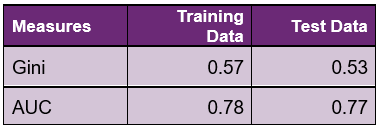 Measures Training Data Test Data
Gini 0.57 0.53
AUC 0.78 0.77